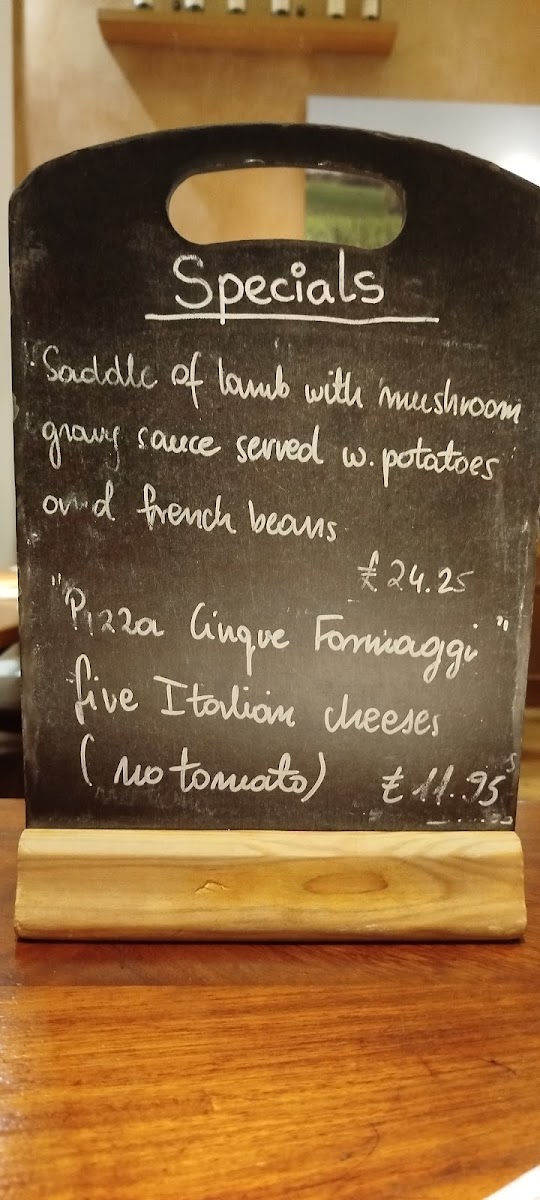 Specials
Saddle of lamb with mushroom
gravy sauce served w. potatoes
and french beans
£24.25
"Pizza Cinque Formaggi"
five Italian cheeses
(no tomato) £11.95